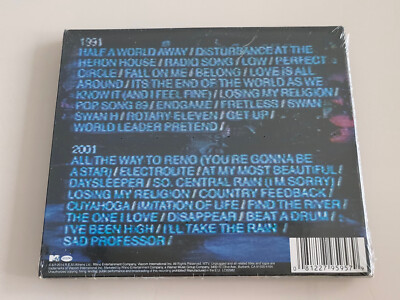 1991
HALF A WORLD AWAY / DISTURBANCE AT THE
HERON HOUSE / RADIO SONG / LOW / PERFECT
CIRCLE / FALL ON ME / BELONG / LOVE IS ALL
AROUND / ITS THE END OF THE WORLD AS WE
KNOW IT (AND I FEEL FINE) / LOSING MY RELIGION /
POP SONG 89 / ENDGAME / FRETLESS / SWAN
SWAN H / ROTARY ELEVEN / GET UP /
WORLD LEADER PRETEND /
2001
ALL THE WAY TO RENO (YOU'RE GONNA BE
A STAR) / ELECTROLITE / AT MY MOST BEAUTIFUL /
DAYSLEEPER / SO. CENTRAL RAIN (I'M SORRY) /
LOSING MY RELIGION / COUNTRY FEEDBACK /
CUYAHOGA / IMITATION OF LIFE / FIND THE RIVER /
THE ONE I LOVE / DISAPPEAR / BEAT A DRUM /
I'VE BEEN HIGH / I'LL TAKE THE RAIN /
SAD PROFESSOR /
MTV
8 81227 95957